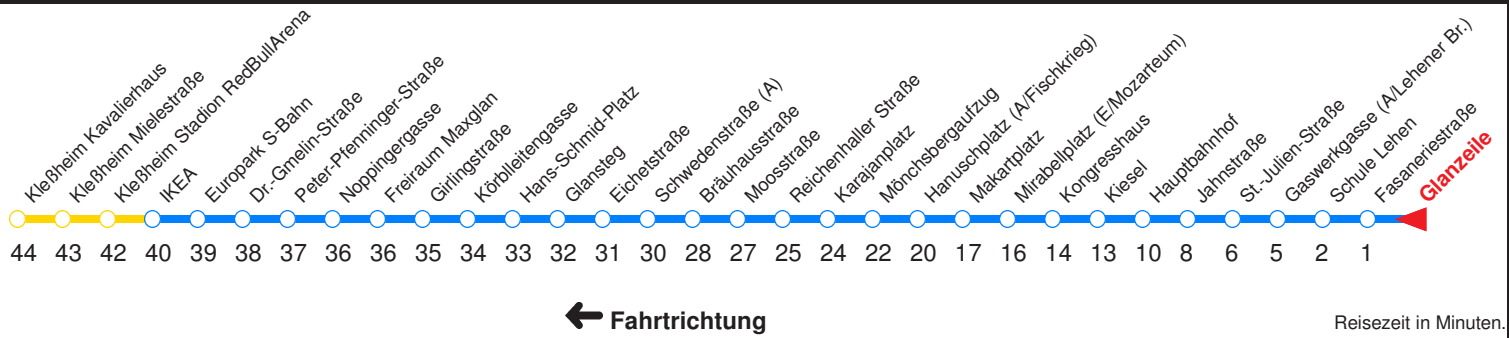 Kleßheim Kavalierhaus
Kleßheim Mielestraße
Kleßheim Stadion RedBullArena
IKEA
Europark S-Bahn
Dr.-Gmelin-Straße
Peter-Pfenninger-Straße
Noppingergasse
Freiraum Maxglan
Girlingstraße
Körblleitengasse
Hans-Schmid-Platz
Glansteg
Eichetstraße
Schwedenstraße (A)
Bräuhausstraße
Moosstraße
Reichenhaller Straße
Karajanplatz
Mönchsbergaufzug
Hanuschplatz (A/Fischkrieg)
Makartplatz
Mirabellplatz (E/Mozarteum)
Kongresshaus
Kiesel
Hauptbahnhof
Jahnstraße
St.-Julien-Straße
Gaswerkgasse (A/Lehener Br.)
Schule Lehen
Fasaneriestraße
Glanzeile
44 43 42 40 39 38 37 36 36 35 34 33 32 31 30 28 27 25 24 22 20 17 16 14 13 10 8 6 5 2 1
Fahrtrichtung
Reisezeit in Minuten.